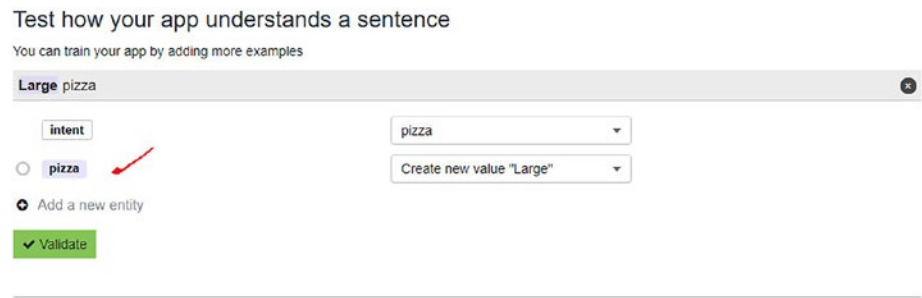 Test how your app understands a sentence
You can train your app by adding more examples
Large pizza
intent pizza
pizza Create new value "Large"
Add a new entity
Validate